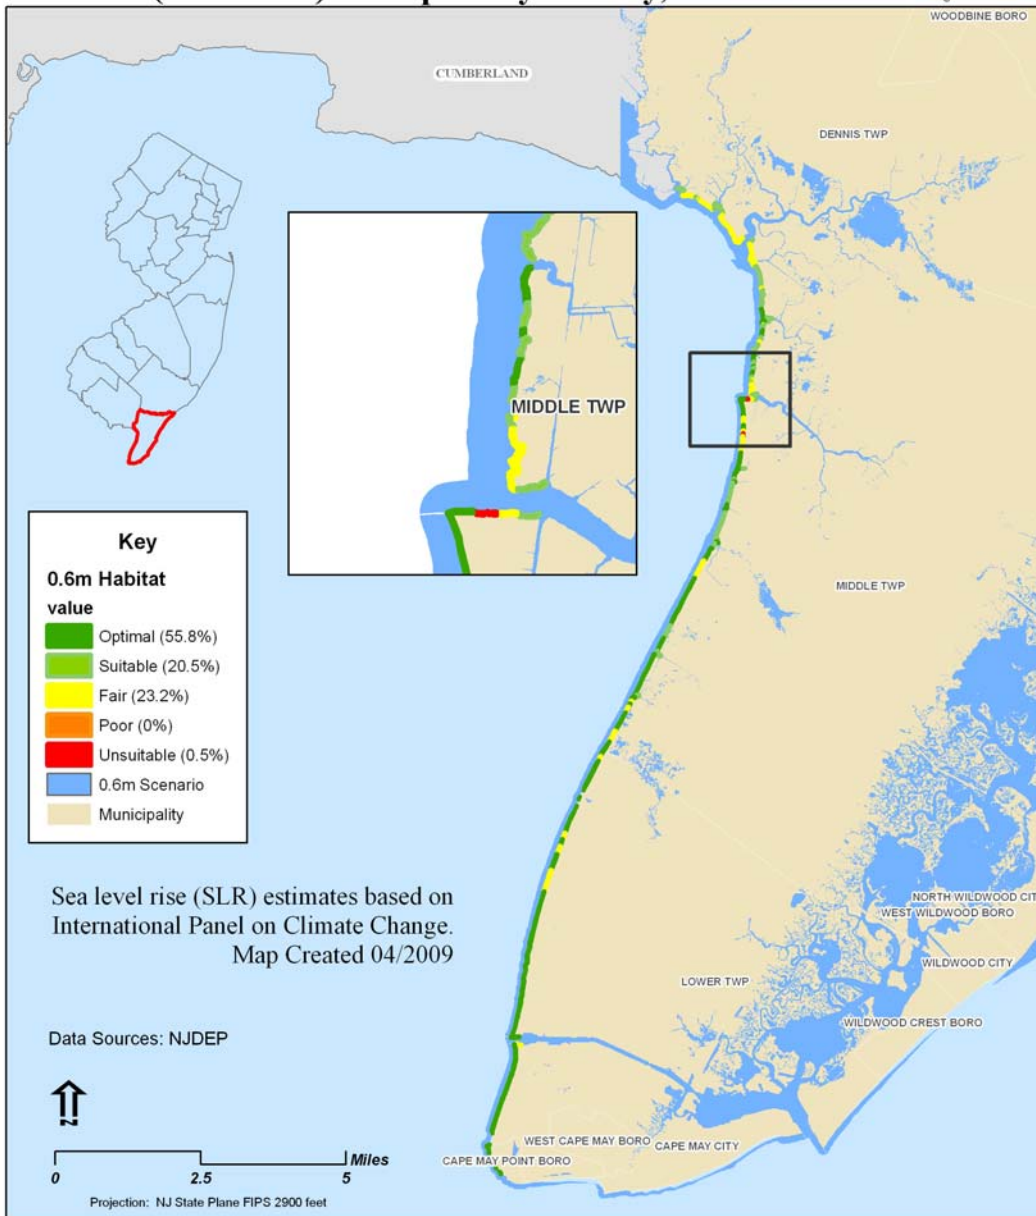 WOODBINE BORO
CUMBERLAND
DENNIS TWP
MIDDLE TWP
Key
0.6m Habitat
value
Optimal (55.8%)
Suitable (20.5%)
Fair (23.2%)
Poor (0%)
Unsuitable (0.5%)
0.6m Scenario
Municipality
MIDDLE TWP
Sea level rise (SLR) estimates based on
International Panel on Climate Change.
Map Created 04/2009
NORTH WILDWOOD CIT
WEST WILDWOOD BORO
WILDWOOD CITY
LOWER TWP
WILDWOOD CREST BORO
Data Sources: NJDEP
N
WEST CAPE MAY BORO
CAPE MAY CITY
CAPE MAY POINT BORO
Miles
0 2.5 5
Projection: NJ State Plane FIPS 2900 feet